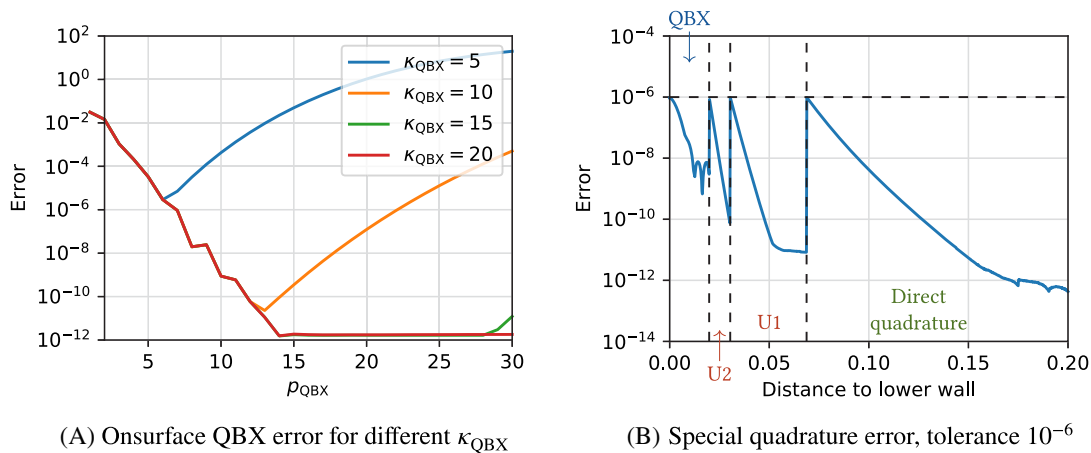 10^2
10^0
10^-2
10^-4
10^-6
10^-8
10^-10
10^-12
Error
5
10
15
20
25
30
p_QBX
κ_QBX = 5
κ_QBX = 10
κ_QBX = 15
κ_QBX = 20
(A) Onsurface QBX error for different κ_QBX
QBX
10^-4
10^-6
10^-8
10^-10
10^-12
10^-14
Error
U1
Direct
quadrature
U2
0.00
0.05
0.10
0.15
0.20
Distance to lower wall
(B) Special quadrature error, tolerance 10^-6